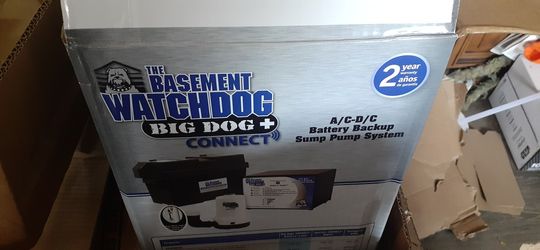 THE
BASEMENT
WATCHDOG
BIG DOG +
CONNECT
2 year
warranty
años
de garantía
A/C-D/C
Battery Backup
Sump Pump System